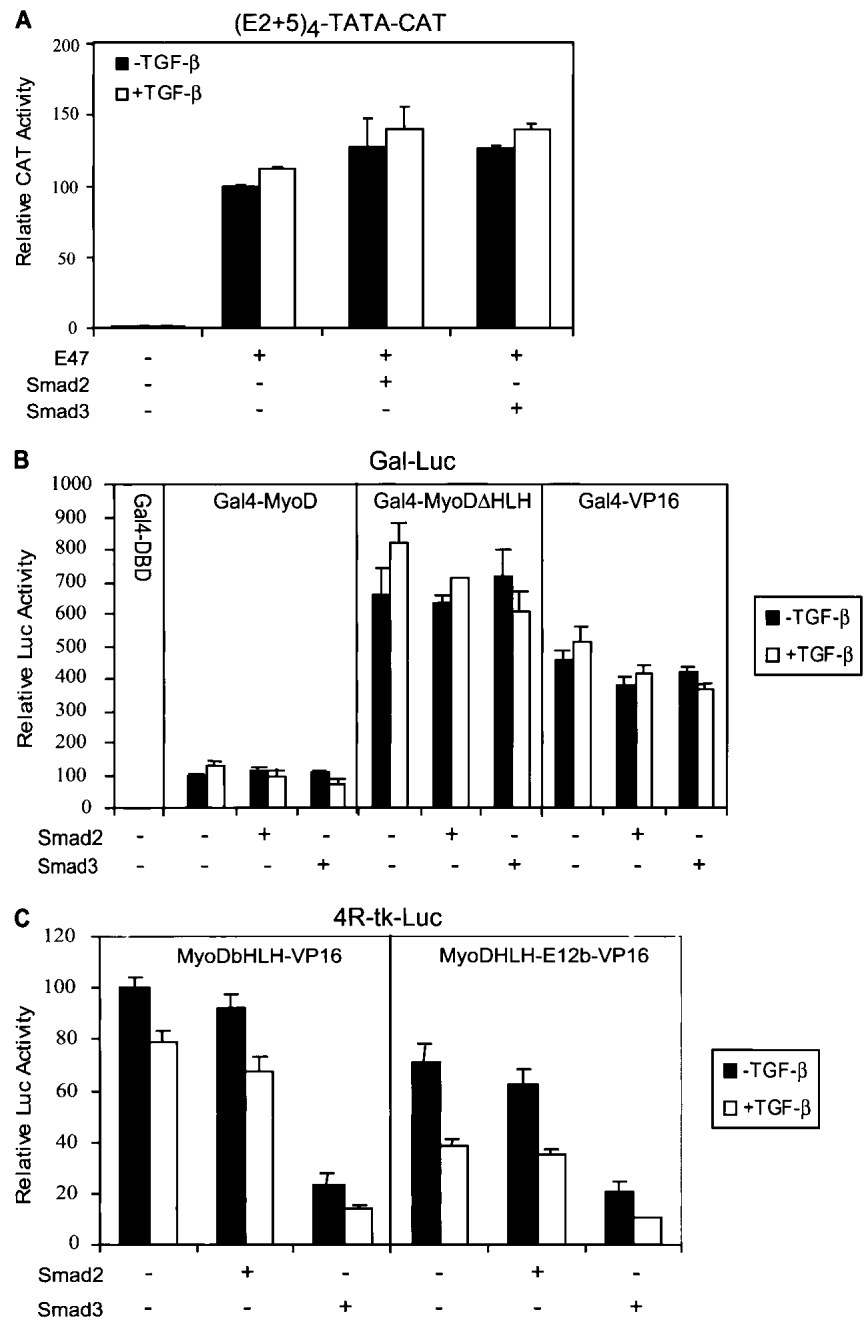 A
(E2+5)4-TATA-CAT
200
-TGF-β
+TGF-β
150
100
50
0
Relative CAT Activity
E47 - + + +
Smad2 - - + -
Smad3 - - - +
B
Gal-Luc
1000
900
800
700
600
500
400
300
200
100
0
Relative Luc Activity
Gal4-DBD
Gal4-MyoD
Gal4-MyoDΔHLH
Gal4-VP16
-TGF-β
+TGF-β
Smad2 - - + - - + - - + -
Smad3 - - - + - - + - - +
C
4R-tk-Luc
120
100
80
60
40
20
0
Relative Luc Activity
MyoDbHLH-VP16
MyoDHLH-E12b-VP16
-TGF-β
+TGF-β
Smad2 - + - - + -
Smad3 - - + - - +